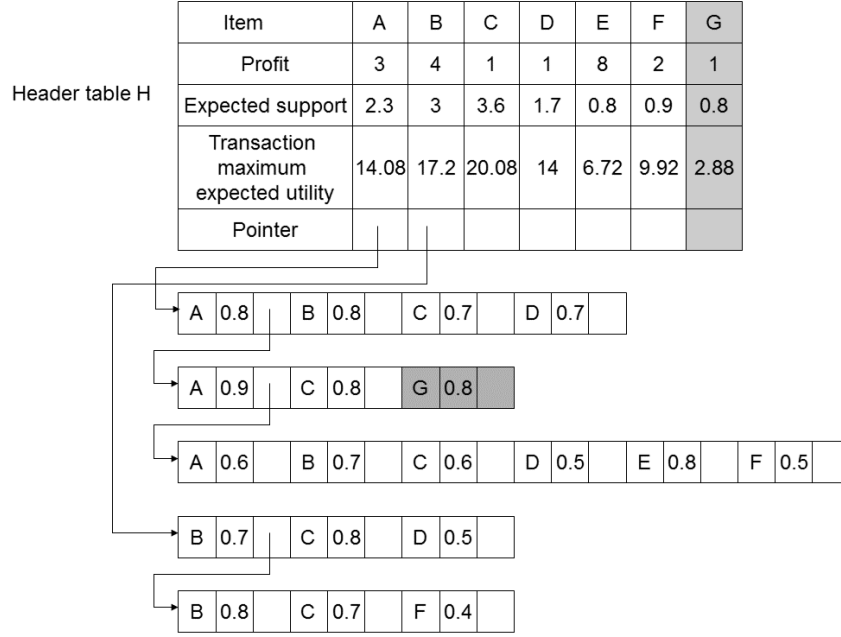 Item A B C D E F G
Profit 3 4 1 1 8 2 1
Header table H
Expected support 2.3 3 3.6 1.7 0.8 0.9 0.8
Transaction
maximum
expected utility
14.08 17.2 20.08 14 6.72 9.92 2.88
Pointer
A 0.8 B 0.8 C 0.7 D 0.7
A 0.9 C 0.8 G 0.8
A 0.6 B 0.7 C 0.6 D 0.5 E 0.8 F 0.5
B 0.7 C 0.8 D 0.5
B 0.8 C 0.7 F 0.4